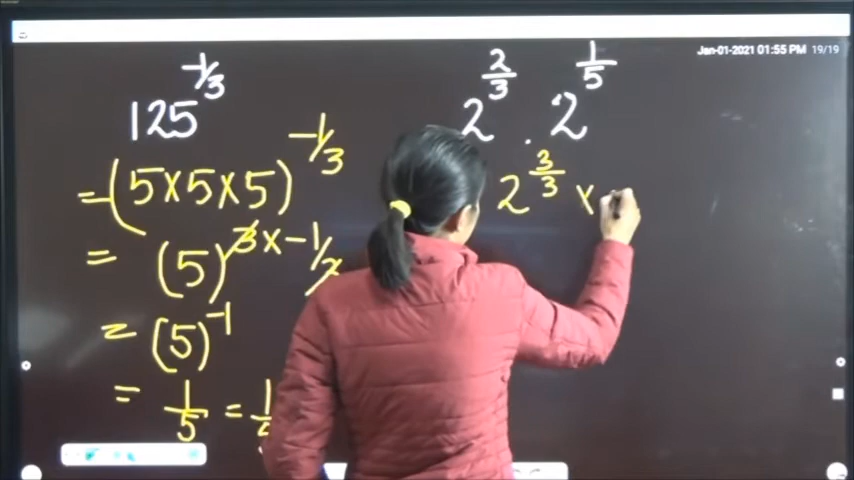 Jan-01-2021 01:55 PM 19/19
125^{-1/3}
= (5×5×5)^{-1/3}
= (5)^{3×-1/3}
= (5)^{-1}
= 1/5 = 1
2^{2/3} . 2^{1/5}
2^{3/3} ×